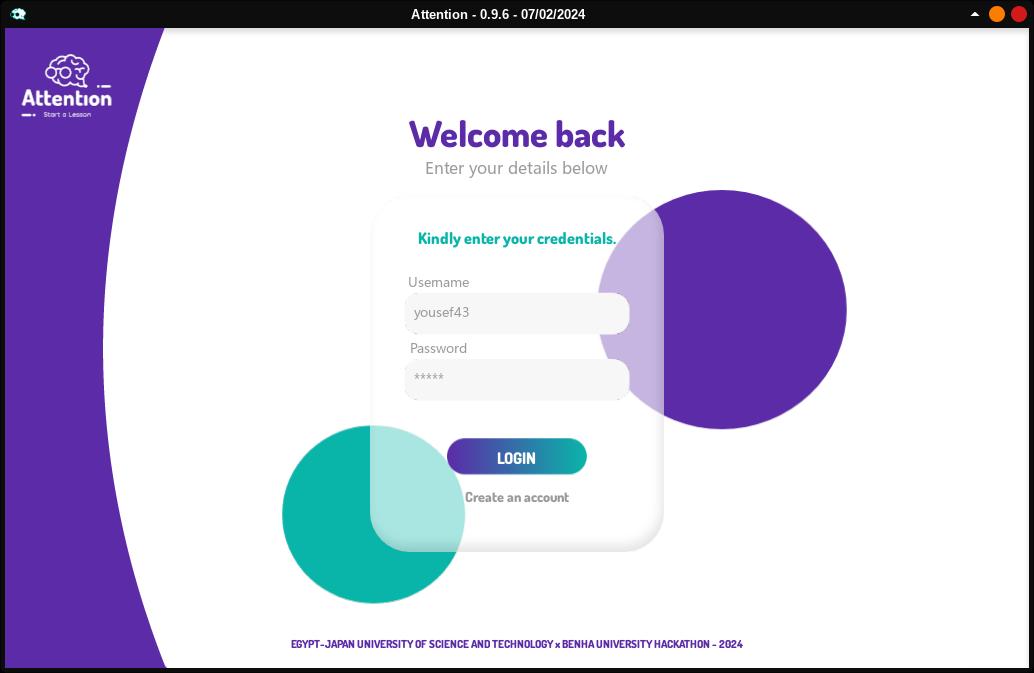 Attention - 0.9.6 - 07/02/2024
Attention
Start a Lesson
Welcome back
Enter your details below
Kindly enter your credentials.
Username
yousef43
Password
*****
LOGIN
Create an account
EGYPT-JAPAN UNIVERSITY OF SCIENCE AND TECHNOLOGY x BENHA UNIVERSITY HACKATHON - 2024